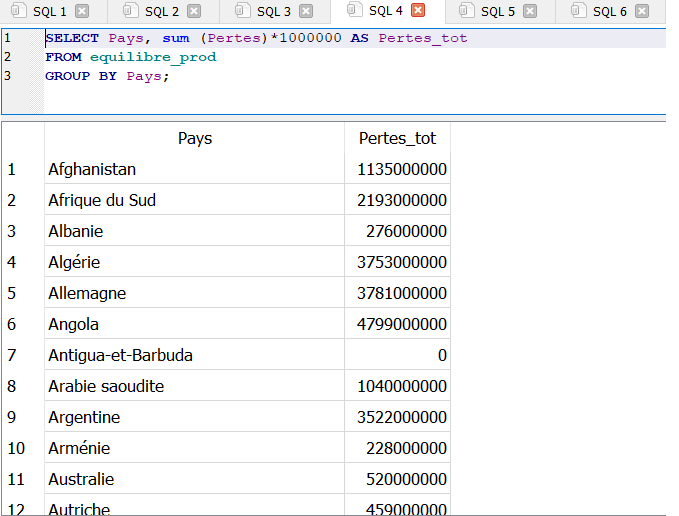 SQL 1 SQL 2 SQL 3 SQL 4 SQL 5 SQL 6
1 SELECT Pays, sum (Pertes)*1000000 AS Pertes_tot
2 FROM equilibre_prod
3 GROUP BY Pays;
Pays Pertes_tot
1 Afghanistan 1135000000
2 Afrique du Sud 2193000000
3 Albanie 276000000
4 Algérie 3753000000
5 Allemagne 3781000000
6 Angola 4799000000
7 Antigua-et-Barbuda 0
8 Arabie saoudite 1040000000
9 Argentine 3522000000
10 Arménie 228000000
11 Australie 520000000
12 Autriche 459000000